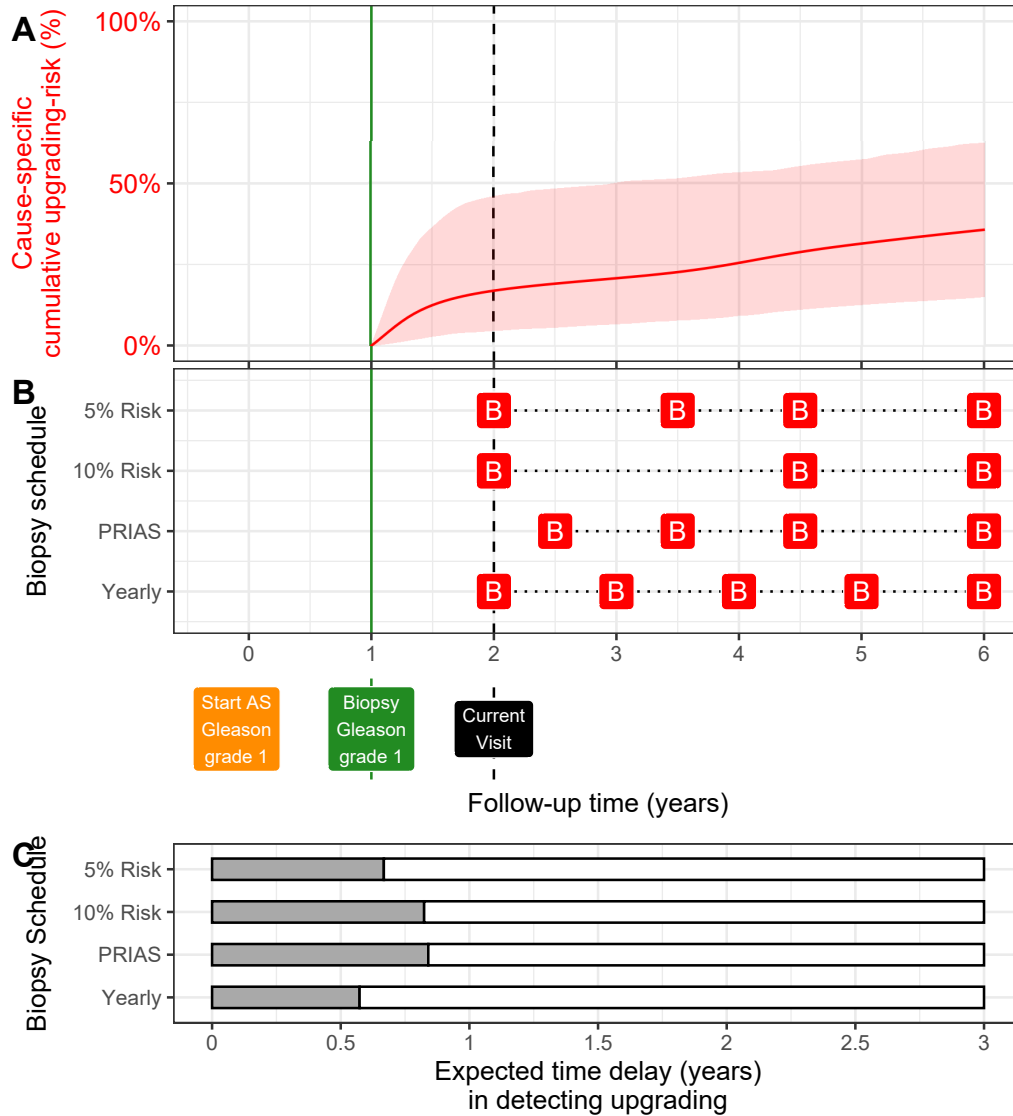 A
Cause-specific
cumulative upgrading-risk (%)
100%
50%
0%
B
Biopsy schedule
5% Risk
B B B B
10% Risk
B B B
PRIAS
B B B B
Yearly
B B B B B
0 1 2 3 4 5 6
Start AS
Gleason
grade 1
Biopsy
Gleason
grade 1
Current
Visit
Follow-up time (years)
C
Biopsy Schedule
5% Risk
10% Risk
PRIAS
Yearly
0 0.5 1 1.5 2 2.5 3
Expected time delay (years)
in detecting upgrading